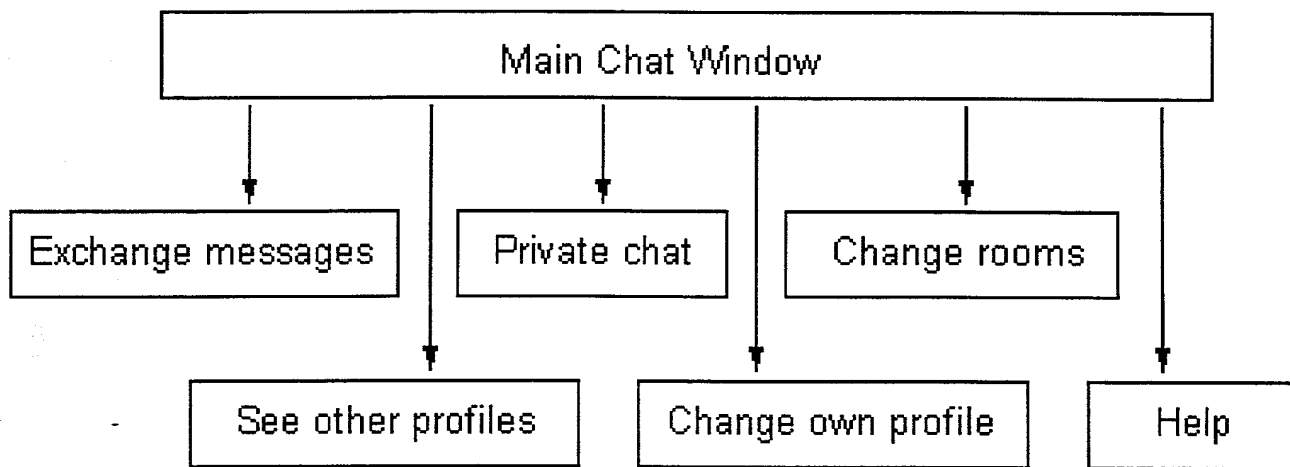 Main Chat Window
Exchange messages
Private chat
Change rooms
See other profiles
Change own profile
Help